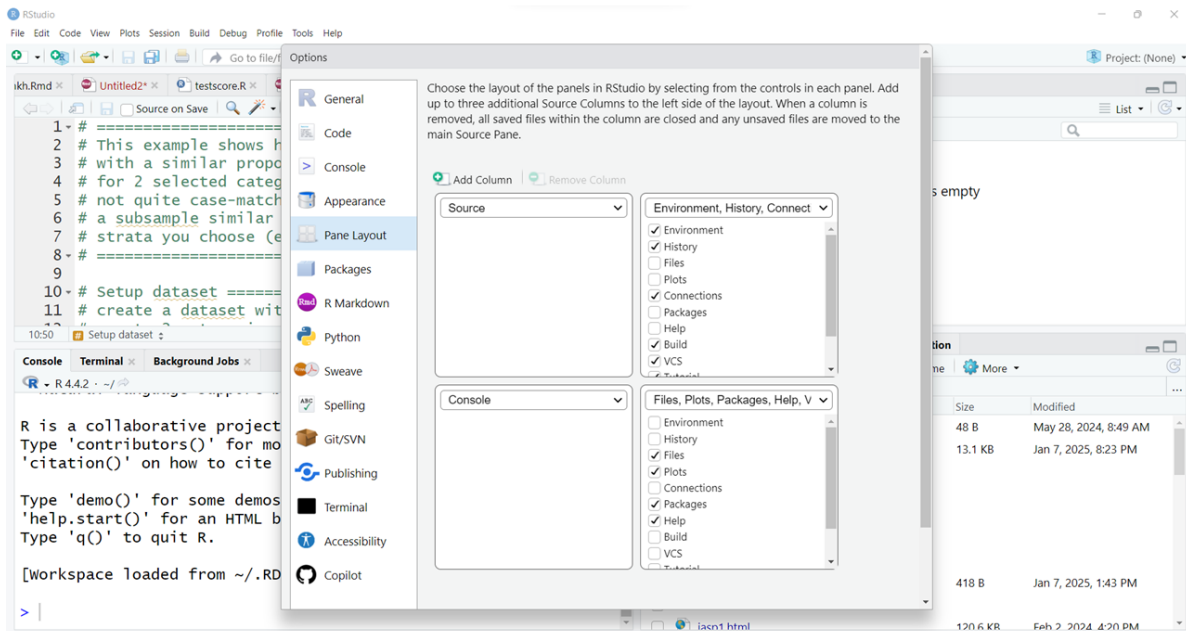 RStudio
File Edit Code View Plots Session Build Debug Profile Tools Help
Go to file/f
Project: (None)
Options
kh.Rmd
Untitled2*
testscore.R
Source on Save
List
1 # =====================
2 # This example shows h
3 # with a similar propo
4 # for 2 selected categ
5 # not quite case-match
6 # a subsample similar
7 # strata you choose (e
8 # =====================
9
10 # Setup dataset ======
11 # create a dataset wit
10:50 Setup dataset
Console Terminal Background Jobs
R 4.4.2 · ~/
R is a collaborative project
Type 'contributors()' for mo
'citation()' on how to cite
Type 'demo()' for some demos
'help.start()' for an HTML b
Type 'q()' to quit R.
[Workspace loaded from ~/.RD
>
General
Code
Console
Appearance
Pane Layout
Packages
R Markdown
Python
Sweave
Spelling
Git/SVN
Publishing
Terminal
Accessibility
Copilot
Choose the layout of the panels in RStudio by selecting from the controls in each panel. Add
up to three additional Source Columns to the left side of the layout. When a column is
removed, all saved files within the column are closed and any unsaved files are moved to the
main Source Pane.
Add Column Remove Column
Source
Environment, History, Connect
Environment
History
Files
Plots
Connections
Packages
Help
Build
VCS
Tutorial
Console
Files, Plots, Packages, Help, V
Environment
History
Files
Plots
Connections
Packages
Help
Build
VCS
Tutorial
s empty
tion
me More
Size Modified
48 B May 28, 2024, 8:49 AM
13.1 KB Jan 7, 2025, 8:23 PM
418 B Jan 7, 2025, 1:43 PM
jasp1.html 120.6 KB Feb 2, 2024, 4:20 PM